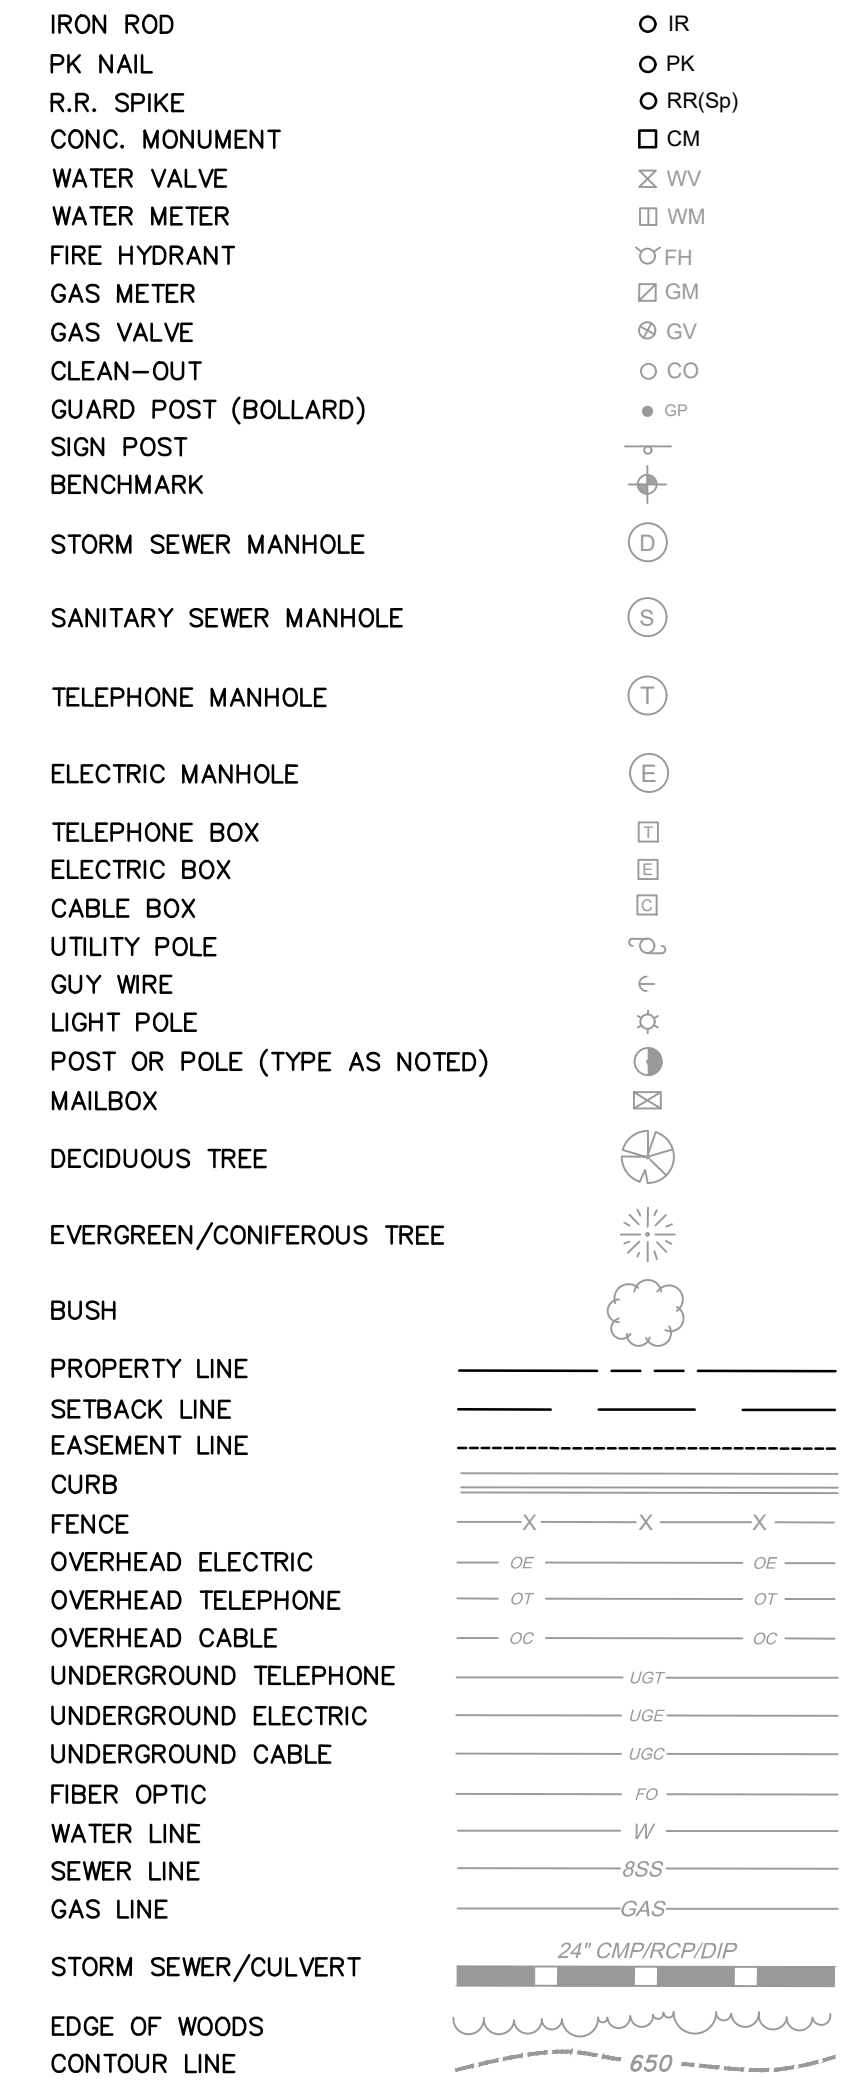 IRON ROD IR
PK NAIL PK
R.R. SPIKE RR(Sp)
CONC. MONUMENT CM
WATER VALVE WV
WATER METER WM
FIRE HYDRANT FH
GAS METER GM
GAS VALVE GV
CLEAN-OUT CO
GUARD POST (BOLLARD) GP
SIGN POST
BENCHMARK
STORM SEWER MANHOLE D
SANITARY SEWER MANHOLE S
TELEPHONE MANHOLE T
ELECTRIC MANHOLE E
TELEPHONE BOX T
ELECTRIC BOX E
CABLE BOX C
UTILITY POLE
GUY WIRE
LIGHT POLE
POST OR POLE (TYPE AS NOTED)
MAILBOX
DECIDUOUS TREE
EVERGREEN/CONIFEROUS TREE
BUSH
PROPERTY LINE
SETBACK LINE
EASEMENT LINE
CURB
FENCE X X X
OVERHEAD ELECTRIC OE OE
OVERHEAD TELEPHONE OT OT
OVERHEAD CABLE OC OC
UNDERGROUND TELEPHONE UGT
UNDERGROUND ELECTRIC UGE
UNDERGROUND CABLE UGC
FIBER OPTIC FO
WATER LINE W
SEWER LINE 8SS
GAS LINE GAS
24" CMP/RCP/DIP
STORM SEWER/CULVERT
EDGE OF WOODS
CONTOUR LINE 650